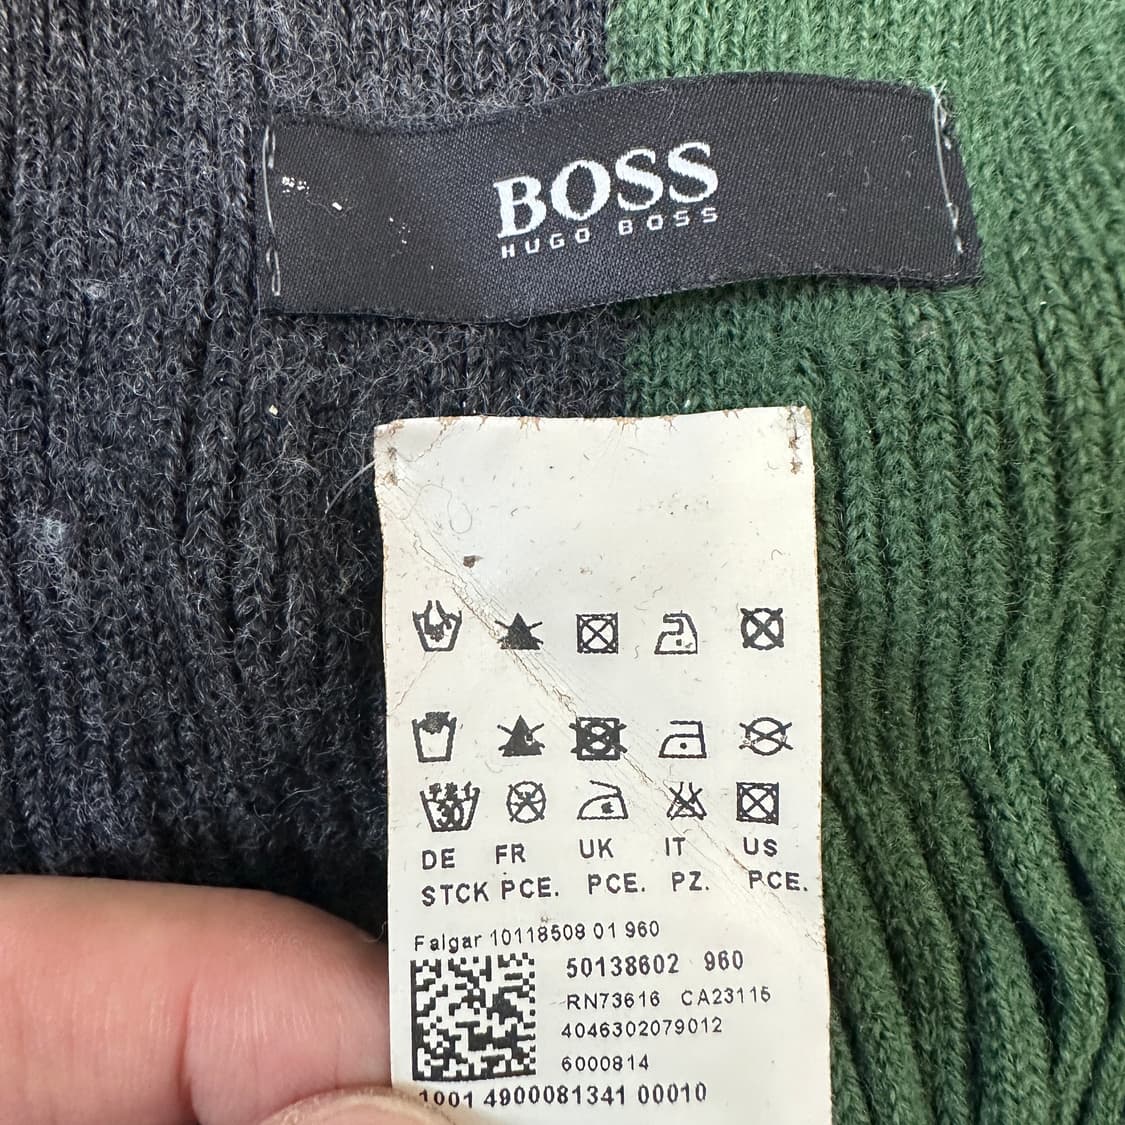 BOSS
HUGO BOSS
30
DE FR UK IT US
STCK PCE. PCE. PZ. PCE.
Falgar 10118508 01 960
50138602 960
RN73616 CA23115
4046302079012
6000814
1001 4900081341 00010